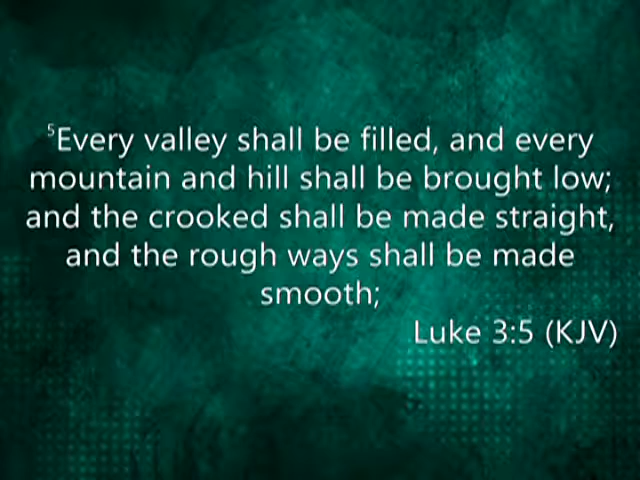 ⁵Every valley shall be filled, and every
mountain and hill shall be brought low;
and the crooked shall be made straight,
and the rough ways shall be made
smooth;
Luke 3:5 (KJV)